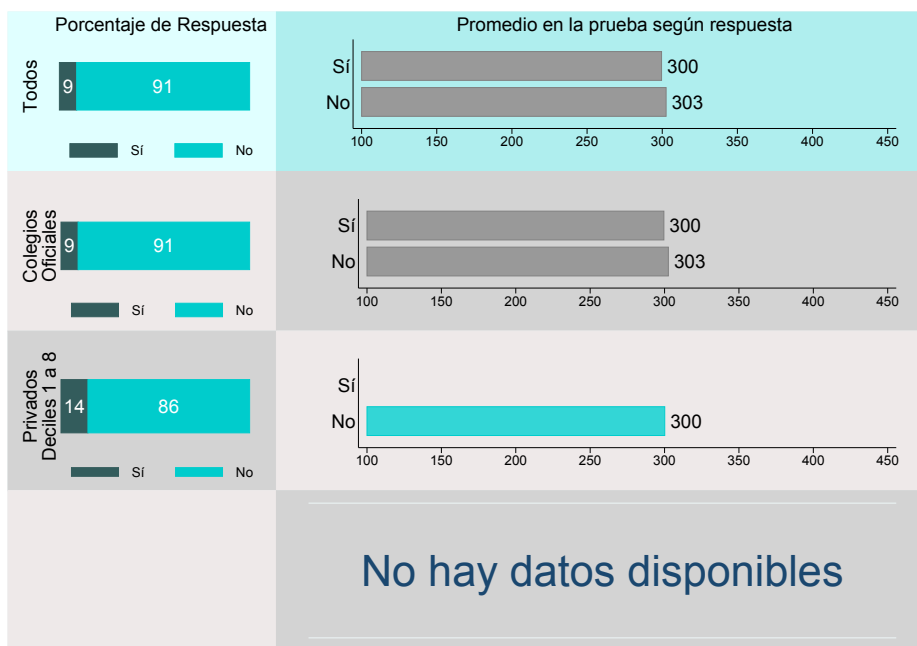 Porcentaje de Respuesta
Promedio en la prueba según respuesta
Todos
9
91
Sí
No
Sí
300
No
303
100 150 200 250 300 350 400 450
Colegios
Oficiales
9
91
Sí
No
Sí
300
No
303
100 150 200 250 300 350 400 450
Privados
Deciles 1 a 8
14
86
Sí
No
Sí
No
300
100 150 200 250 300 350 400 450
No hay datos disponibles